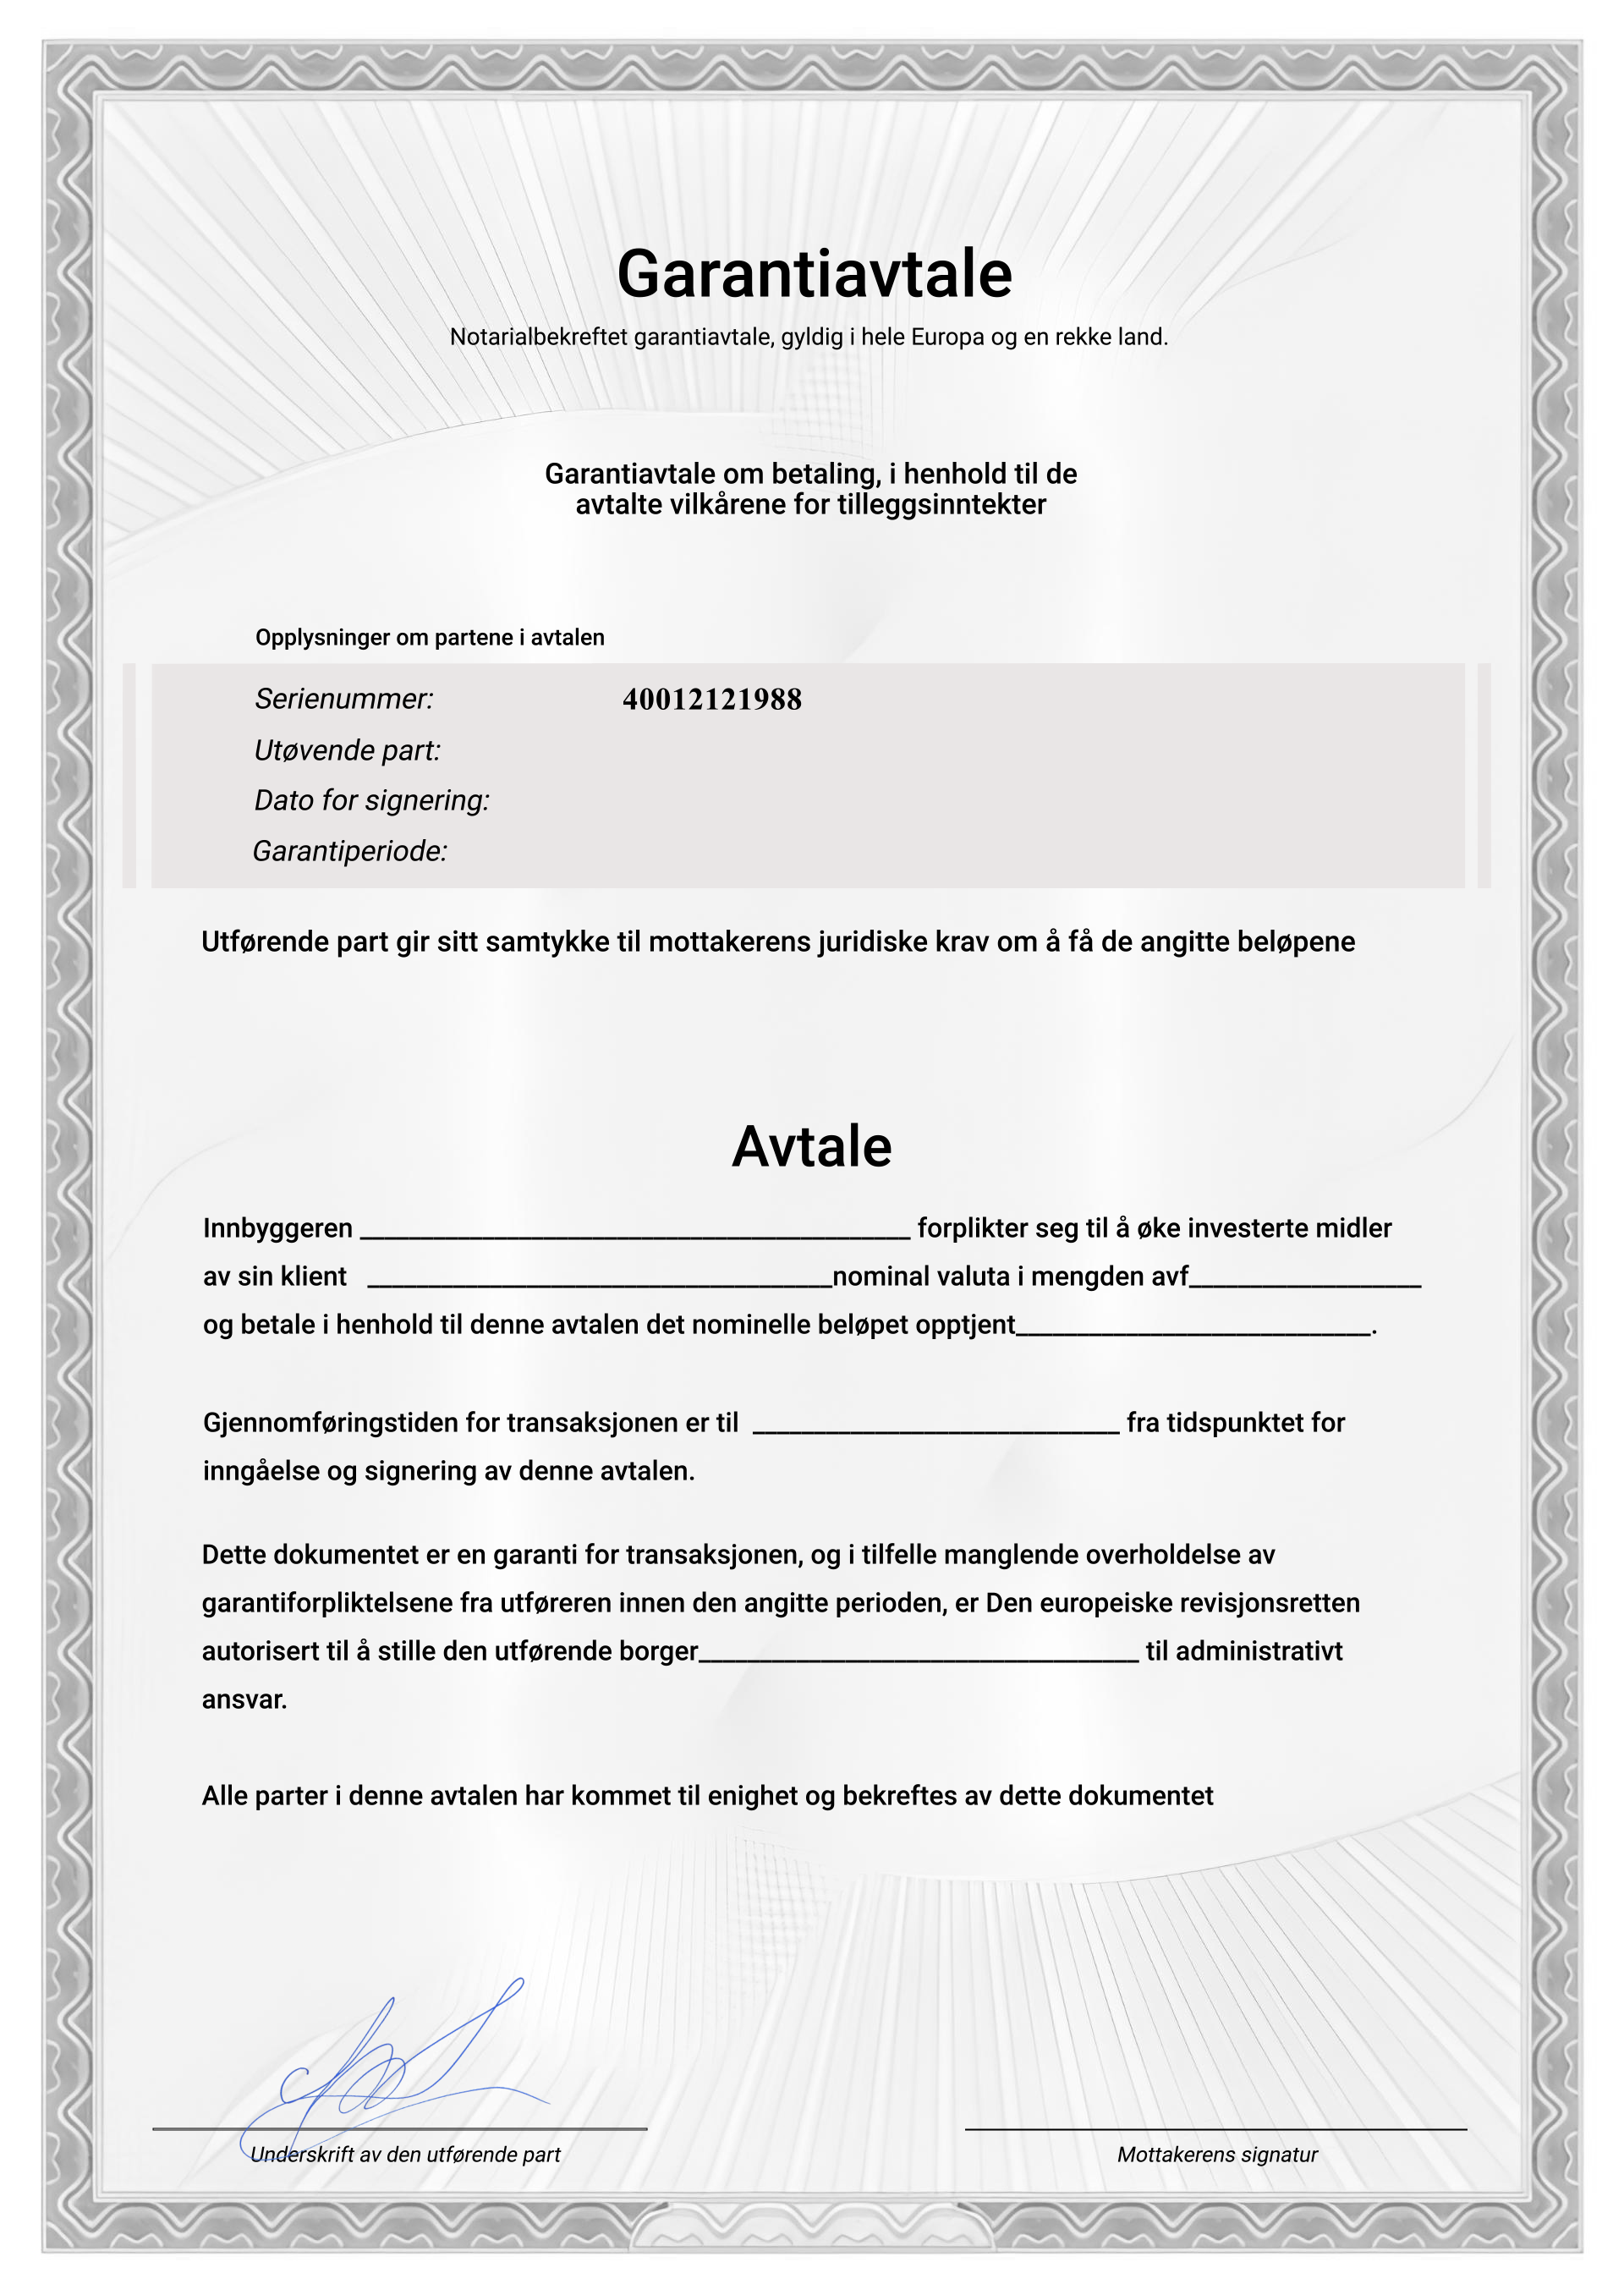 Garantiavtale
Notarialbekreftet garantiavtale, gyldig i hele Europa og en rekke land.
Garantiavtale om betaling, i henhold til de
avtalte vilkårene for tilleggsinntekter
Opplysninger om partene i avtalen
Serienummer: 40012121988
Utøvende part:
Dato for signering:
Garantiperiode:
Utførende part gir sitt samtykke til mottakerens juridiske krav om å få de angitte beløpene
Avtale
Innbyggeren ____________________ forplikter seg til å øke investerte midler
av sin klient ____________________nominal valuta i mengden avf____________________
og betale i henhold til denne avtalen det nominelle beløpet opptjent____________________.
Gjennomføringstiden for transaksjonen er til ____________________ fra tidspunktet for
inngåelse og signering av denne avtalen.
Dette dokumentet er en garanti for transaksjonen, og i tilfelle manglende overholdelse av
garantiforpliktelsene fra utføreren innen den angitte perioden, er Den europeiske revisjonsretten
autorisert til å stille den utførende borger____________________ til administrativt
ansvar.
Alle parter i denne avtalen har kommet til enighet og bekreftes av dette dokumentet
Underskrift av den utførende part
Mottakerens signatur